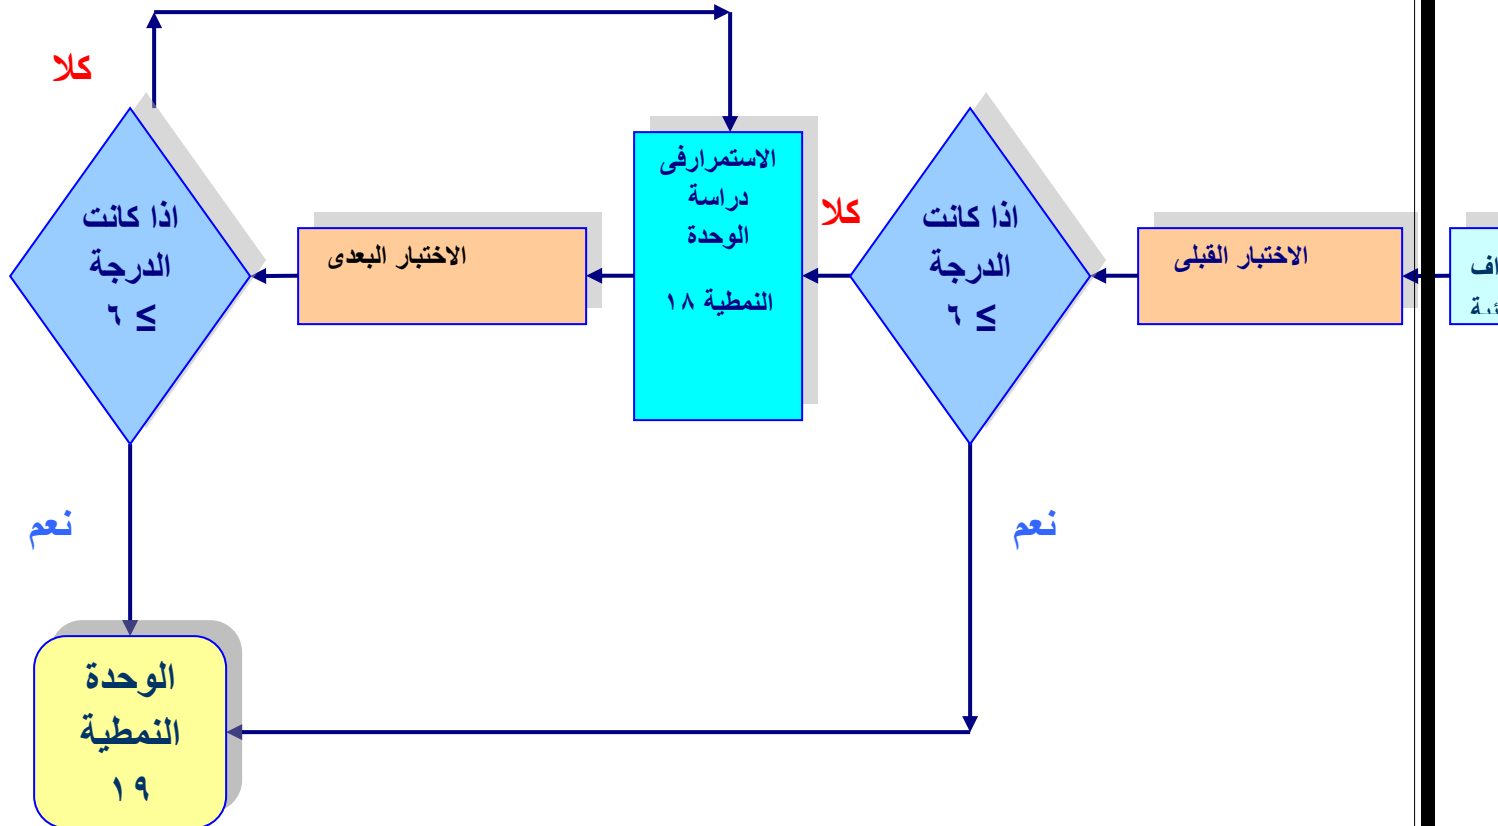 الاختبار القبلى
اذا كانت
الدرجة
≥ ٦
كلا
نعم
الاستمرارفى
دراسة
الوحدة
النمطية ١٨
الاختبار البعدى
اذا كانت
الدرجة
≥ ٦
كلا
نعم
الوحدة
النمطية
١٩